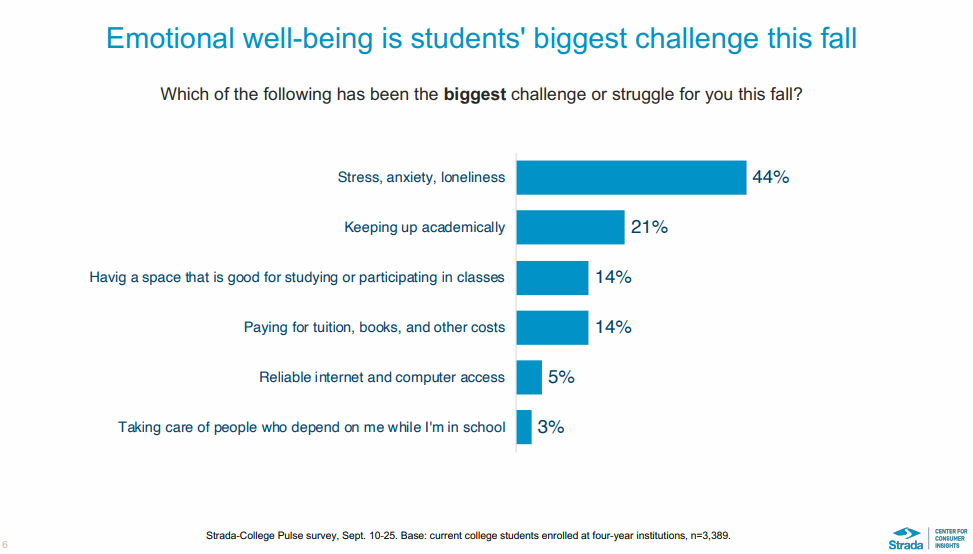 Emotional well-being is students' biggest challenge this fall
Which of the following has been the biggest challenge or struggle for you this fall?
Stress, anxiety, loneliness 44%
Keeping up academically 21%
Havig a space that is good for studying or participating in classes 14%
Paying for tuition, books, and other costs 14%
Reliable internet and computer access 5%
Taking care of people who depend on me while I'm in school 3%
Strada-College Pulse survey, Sept. 10-25. Base: current college students enrolled at four-year institutions, n=3,389.
6
Strada
CENTER FOR
CONSUMER
INSIGHTS